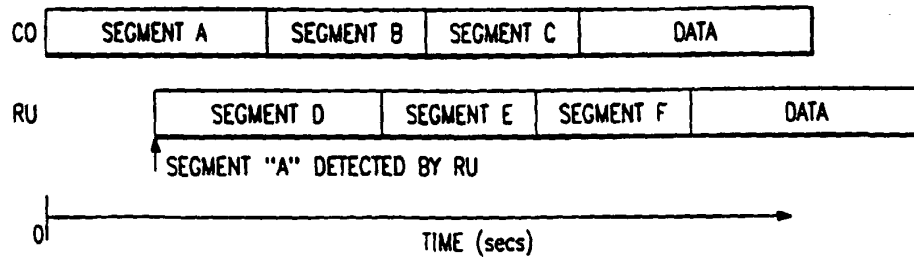 CO SEGMENT A SEGMENT B SEGMENT C DATA
RU SEGMENT D SEGMENT E SEGMENT F DATA
SEGMENT "A" DETECTED BY RU
0 TIME (secs)